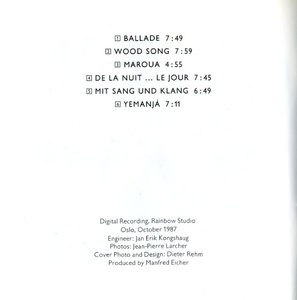 1 BALLADE 7:49
2 WOOD SONG 7:59
3 MAROUA 4:55
4 DE LA NUIT ... LE JOUR 7:45
5 MIT SANG UND KLANG 6:49
6 YEMANJÁ 7:11
Digital Recording, Rainbow Studio
Oslo, October 1987
Engineer: Jan Erik Kongshaug
Photos: Jean-Pierre Larcher
Cover Photo and Design: Dieter Rehm
Produced by Manfred Eicher